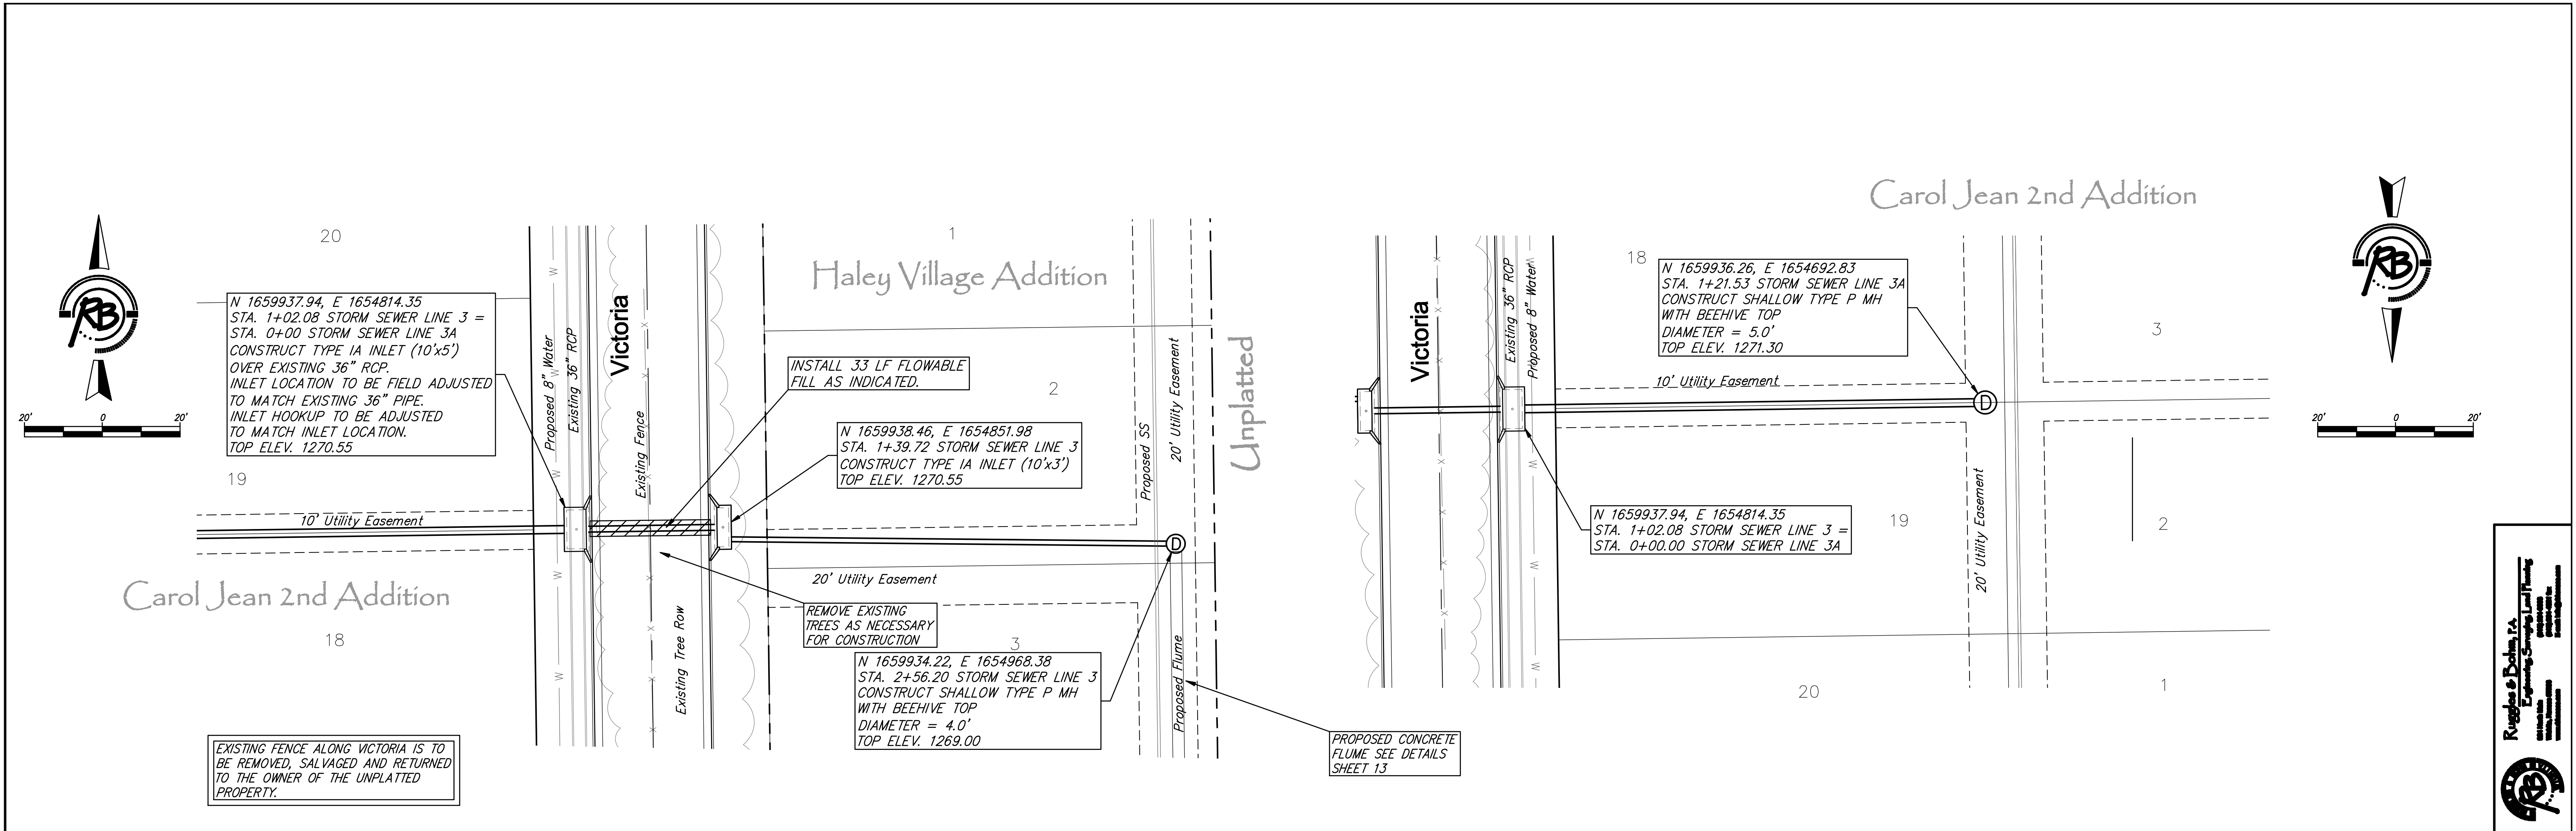 Carol Jean 2nd Addition
20
1
Haley Village Addition
18
N 1659937.94, E 1654814.35
STA. 1+02.08 STORM SEWER LINE 3 =
STA. 0+00 STORM SEWER LINE 3A
CONSTRUCT TYPE IA INLET (10'x5')
OVER EXISTING 36" RCP.
INLET LOCATION TO BE FIELD ADJUSTED
TO MATCH EXISTING 36" PIPE.
INLET HOOKUP TO BE ADJUSTED
TO MATCH INLET LOCATION.
TOP ELEV. 1270.55
RB
20' 0 20'
19
10' Utility Easement
Carol Jean 2nd Addition
18
EXISTING FENCE ALONG VICTORIA IS TO
BE REMOVED, SALVAGED AND RETURNED
TO THE OWNER OF THE UNPLATTED
PROPERTY.
W
W
W
W
Proposed 8" Water
Existing 36" RCP
Victoria
Existing Fence
X
X
X
X
X
X
Existing Tree Row
INSTALL 33 LF FLOWABLE
FILL AS INDICATED.
2
N 1659938.46, E 1654851.98
STA. 1+39.72 STORM SEWER LINE 3
CONSTRUCT TYPE IA INLET (10'x3')
TOP ELEV. 1270.55
20' Utility Easement
REMOVE EXISTING
TREES AS NECESSARY
FOR CONSTRUCTION
3
N 1659934.22, E 1654968.38
STA. 2+56.20 STORM SEWER LINE 3
CONSTRUCT SHALLOW TYPE P MH
WITH BEEHIVE TOP
DIAMETER = 4.0'
TOP ELEV. 1269.00
D
Proposed SS
20' Utility Easement
Proposed Flume
Unplatted
PROPOSED CONCRETE
FLUME SEE DETAILS
SHEET 13
Victoria
X
X
X
X
X
Existing 36" RCP
Proposed 8" Water
W
W
W
W
N 1659936.26, E 1654692.83
STA. 1+21.53 STORM SEWER LINE 3A
CONSTRUCT SHALLOW TYPE P MH
WITH BEEHIVE TOP
DIAMETER = 5.0'
TOP ELEV. 1271.30
10' Utility Easement
D
3
N 1659937.94, E 1654814.35
STA. 1+02.08 STORM SEWER LINE 3 =
STA. 0+00.00 STORM SEWER LINE 3A
19
20' Utility Easement
2
20
1
RB
20' 0 20'
Ruggles & Bohm, P.A.
Engineering, Surveying, Land Planning
RB